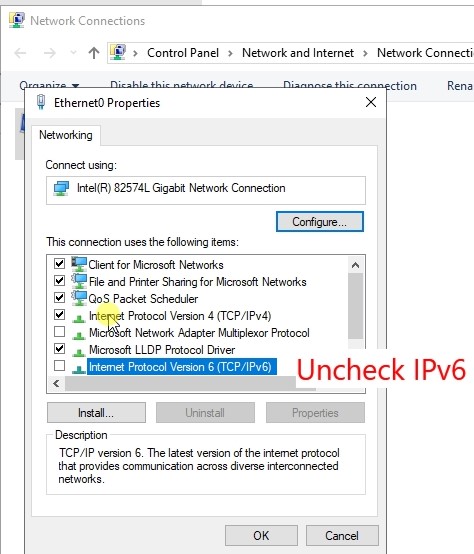 Network Connections
Control Panel > Network and Internet > Network Connecti
Organize Disable this network device Diagnose this connection Rena
Ethernet0 Properties
Networking
Connect using:
Intel(R) 82574L Gigabit Network Connection
Configure...
This connection uses the following items:
Client for Microsoft Networks
File and Printer Sharing for Microsoft Networks
QoS Packet Scheduler
Internet Protocol Version 4 (TCP/IPv4)
Microsoft Network Adapter Multiplexor Protocol
Microsoft LLDP Protocol Driver
Internet Protocol Version 6 (TCP/IPv6)
Uncheck IPv6
Install... Uninstall Properties
Description
TCP/IP version 6. The latest version of the internet protocol
that provides communication across diverse interconnected
networks.
OK Cancel